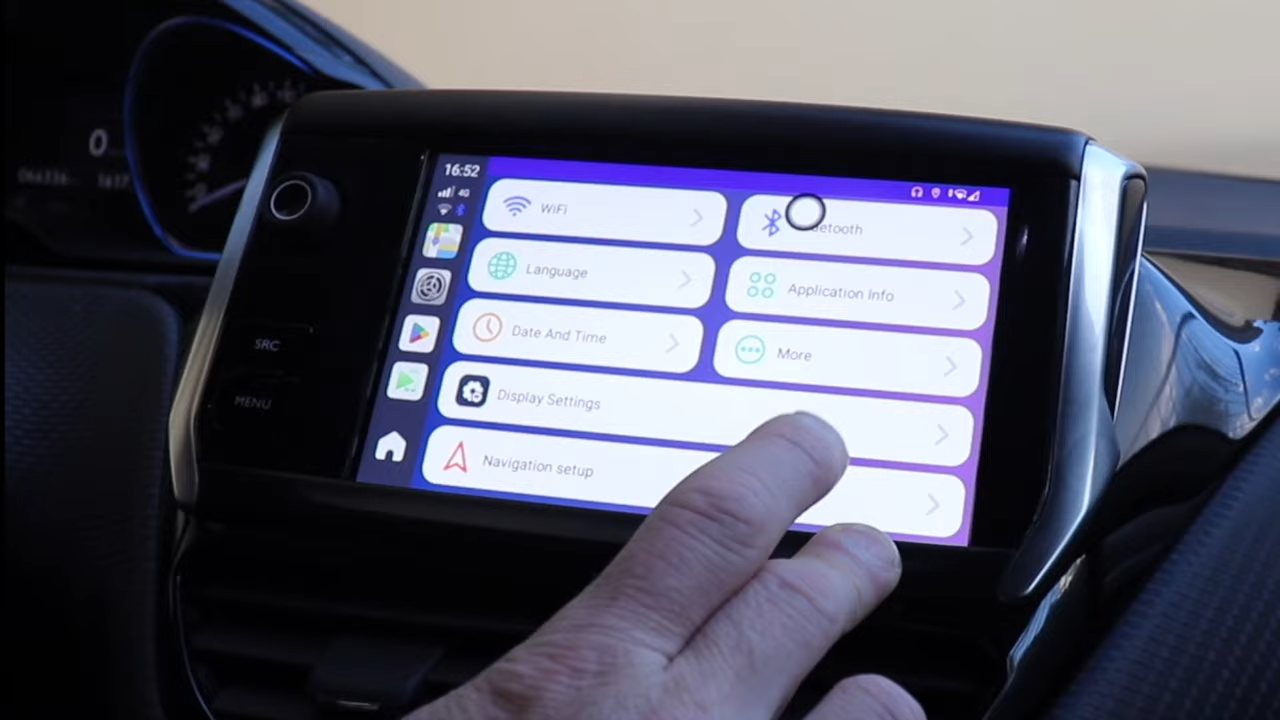 16:52
4G
WiFi
etooth
Language
Application Info
Date And Time
More
Display Settings
Navigation setup
SRC
MENU
0